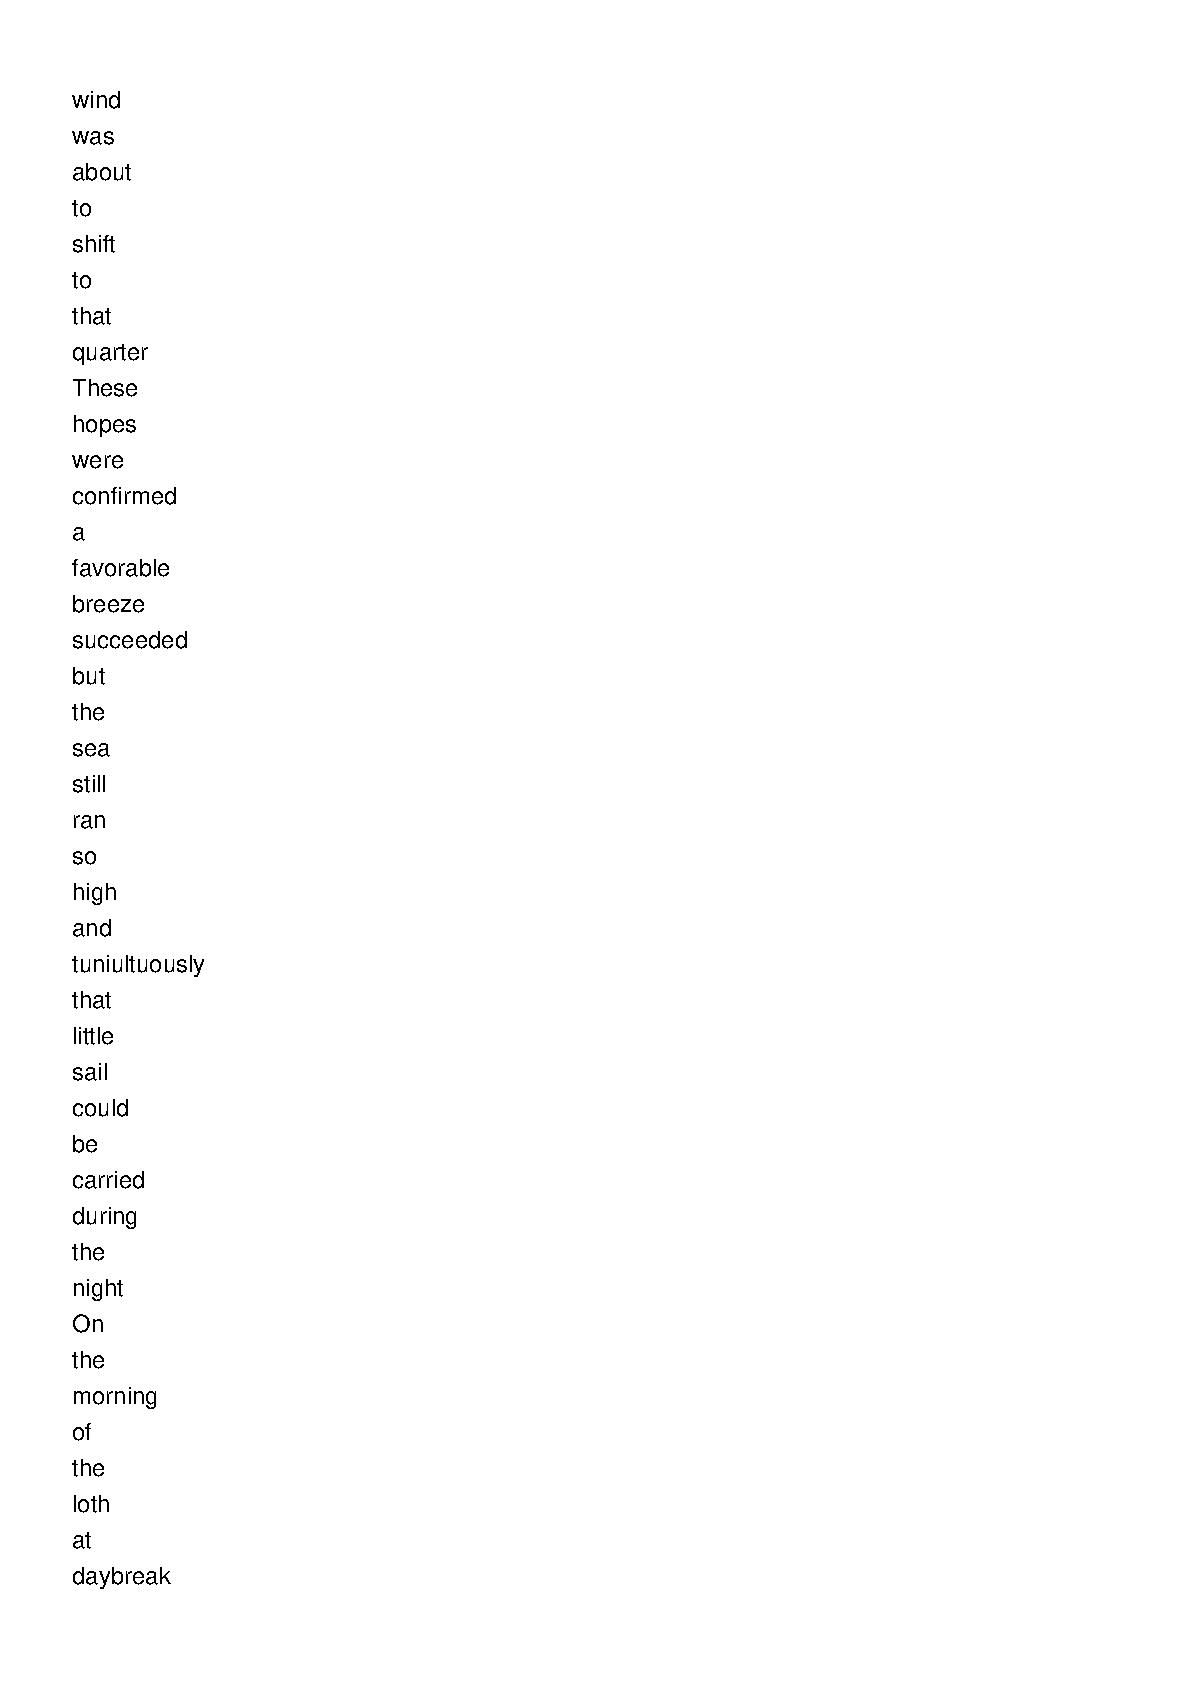 wind
was
about
to
shift
to
that
quarter
These
hopes
were
confirmed
a
favorable
breeze
succeeded
but
the
sea
still
ran
so
high
and
tuniultuously
that
little
sail
could
be
carried
during
the
night
On
the
morning
of
the
loth
at
daybreak